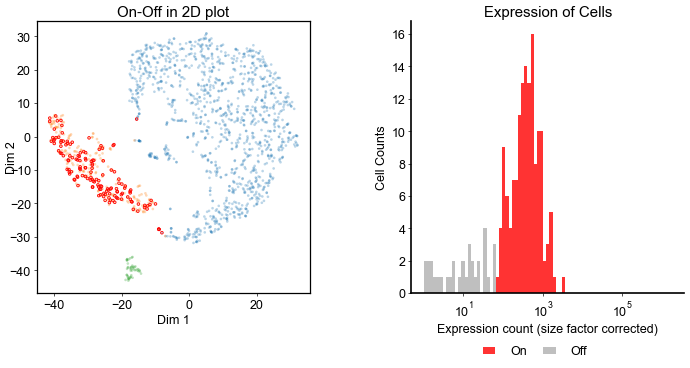 On-Off in 2D plot
Dim 2
30
20
10
0
−10
−20
−30
−40
−40 −20 0 20
Dim 1
Expression of Cells
Cell Counts
16
14
12
10
8
6
4
2
0
10^1 10^3 10^5
Expression count (size factor corrected)
On Off